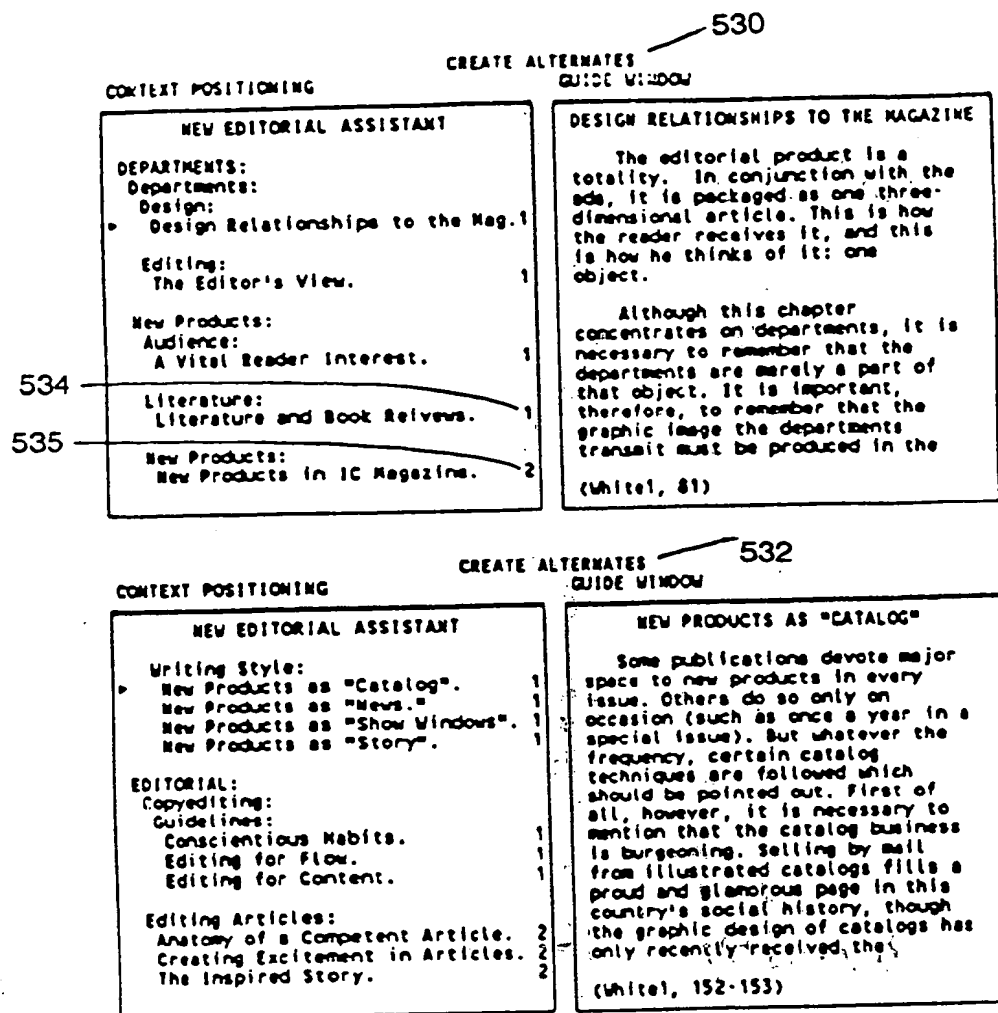 530
CREATE ALTERNATES
CONTEXT POSITIONING
GUIDE WINDOW
NEW EDITORIAL ASSISTANT
DEPARTMENTS:
Departments:
Design:
▸ Design Relationships to the Mag. 1
Editing:
The Editor's View. 1
New Products:
Audience:
A Vital Reader Interest. 1
534
Literature:
Literature and Book Reivews. 1
535
New Products:
New Products in IC Magazine. 2
DESIGN RELATIONSHIPS TO THE MAGAZINE
The editorial product is a
totality. In conjunction with the
ads, it is packaged as one three-
dimensional article. This is how
the reader receives it, and this
is how he thinks of it: one
object.
Although this chapter
concentrates on departments, it is
necessary to remember that the
departments are merely a part of
that object. It is important,
therefore, to remember that the
graphic image the departments
transmit must be produced in the
(White1, 81)
532
CREATE ALTERNATES
CONTEXT POSITIONING
GUIDE WINDOW
NEW EDITORIAL ASSISTANT
Writing Style:
▸ New Products as "Catalog". 1
New Products as "News." 1
New Products as "Show Windows". 1
New Products as "Story". 1
EDITORIAL:
Copyediting:
Guidelines:
Conscientious Habits. 1
Editing for Flow. 1
Editing for Content. 1
Editing Articles:
Anatomy of a Competent Article. 2
Creating Excitement in Articles. 2
The Inspired Story. 2
NEW PRODUCTS AS "CATALOG"
Some publications devote major
space to new products in every
issue. Others do so only on
occasion (such as once a year in a
special issue). But whatever the
frequency, certain catalog
techniques are followed which
should be pointed out. First of
all, however, it is necessary to
mention that the catalog business
is burgeoning. Selling by mail
from illustrated catalogs fills a
proud and glamorous page in this
country's social history, though
the graphic design of catalogs has
only recently received the
(White1, 152-153)